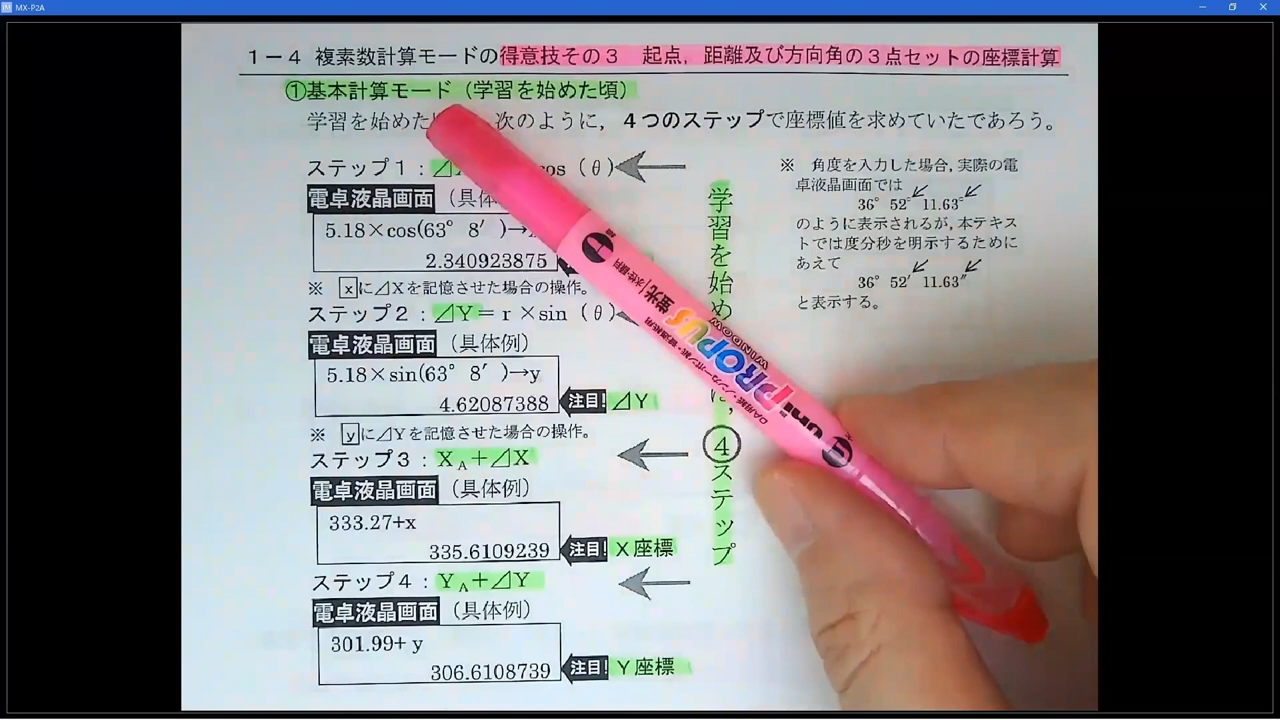 MX-P2A
1-4 複素数計算モードの得意技その3 起点,距離及び方向角の3点セットの座標計算
①基本計算モード(学習を始めた頃)
学習を始めた 次のように,4つのステップで座標値を求めていたであろう。
ステップ1:⊿ cos(θ)
電卓液晶画面(具体
5.18×cos(63°8′)→
2.340923875
※ xに⊿Xを記憶させた場合の操作。
ステップ2:⊿Y=r×sin(θ)
電卓液晶画面(具体例)
5.18×sin(63°8′)→y
4.62087388
注目! ⊿Y
※ yに⊿Yを記憶させた場合の操作。
ステップ3:X_A+⊿X
電卓液晶画面(具体例)
333.27+x
335.6109239
注目! X座標
ステップ4:Y_A+⊿Y
電卓液晶画面(具体例)
301.99+y
306.6108739
注目! Y座標
学習を始め に,④ステップ
※ 角度を入力した場合,実際の電
卓液晶画面では
36°52°11.63°
のように表示されるが,本テキス
トでは度分秒を明示するために
あえて
36°52′11.63″
と表示する。
uni PROPUS WINDOW
蛍光